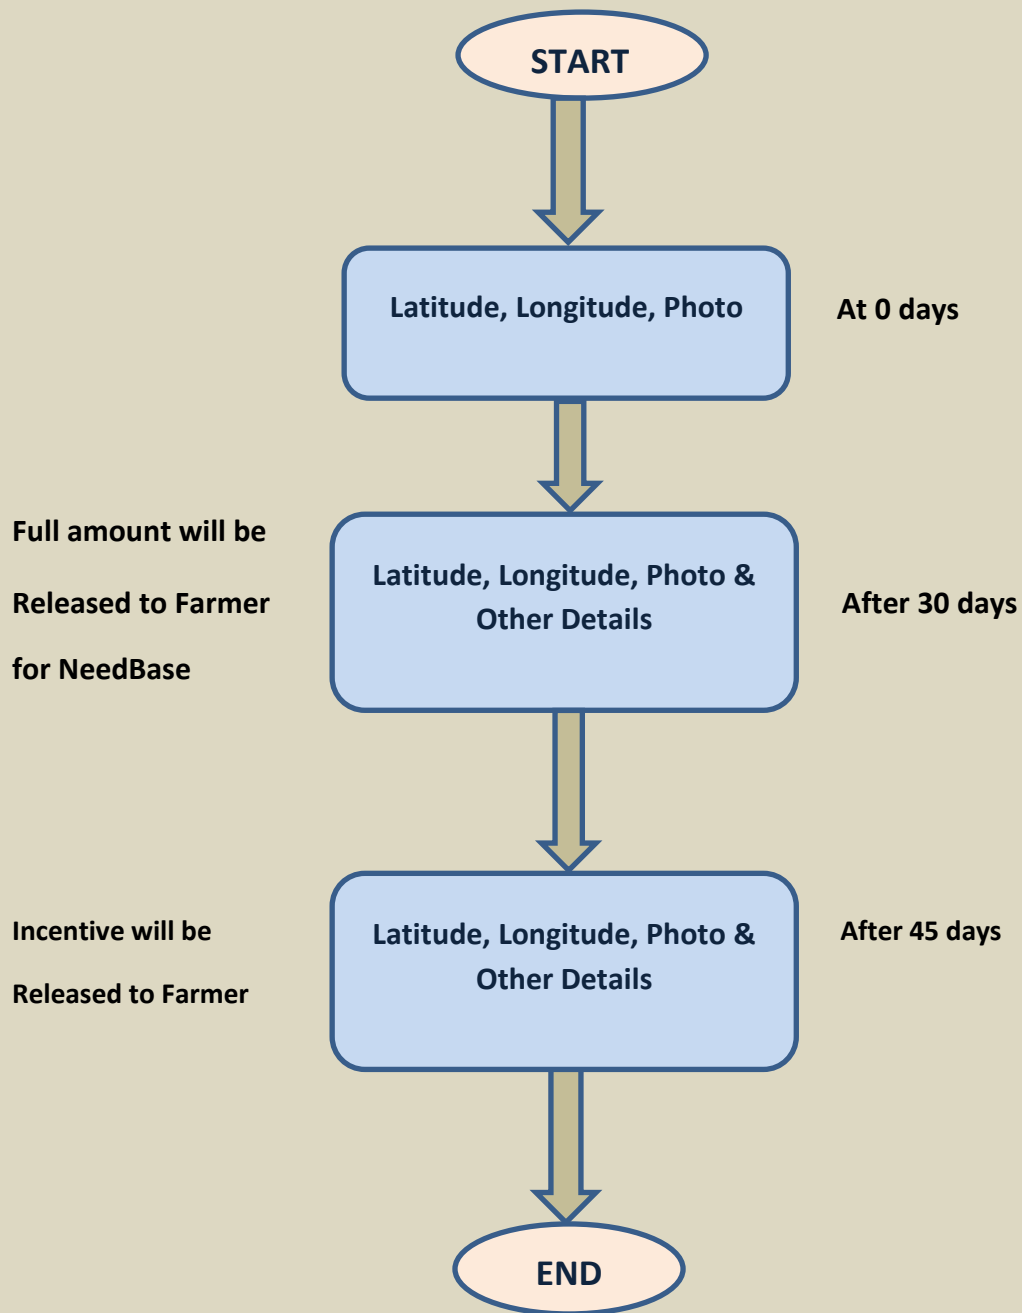 START
Latitude, Longitude, Photo
At 0 days
Full amount will be
Released to Farmer
for NeedBase
Latitude, Longitude, Photo &
Other Details
After 30 days
Incentive will be
Released to Farmer
Latitude, Longitude, Photo &
Other Details
After 45 days
END